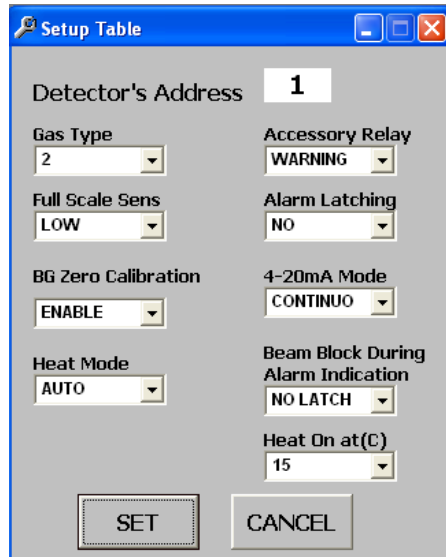 Setup Table
Detector's Address 1
Gas Type
2
Accessory Relay
WARNING
Full Scale Sens
LOW
Alarm Latching
NO
BG Zero Calibration
ENABLE
4-20mA Mode
CONTINUO
Heat Mode
AUTO
Beam Block During
Alarm Indication
NO LATCH
Heat On at(C)
15
SET
CANCEL